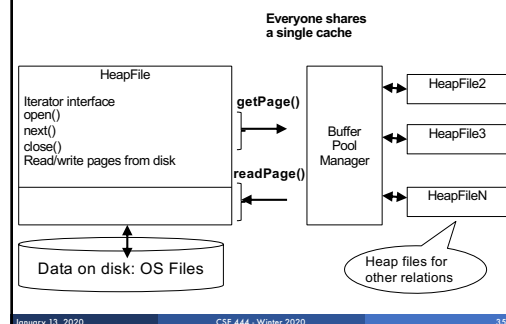 Everyone shares
a single cache
HeapFile
Iterator interface
open()
next()
close()
Read/write pages from disk
getPage()
readPage()
Buffer
Pool
Manager
HeapFile2
HeapFile3
HeapFileN
Data on disk: OS Files
Heap files for
other relations
January 13, 2020
CSE 444 - Winter 2020
35